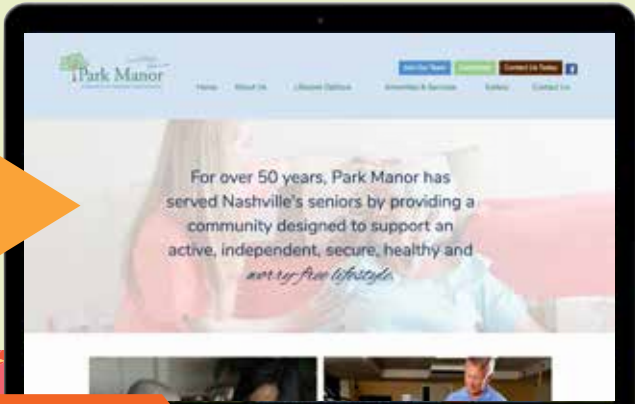 Park Manor
Join Our Team
Contact Us Today
Home About Us Lifestyle Options Amenities & Services Gallery Contact Us
For over 50 years, Park Manor has
served Nashville's seniors by providing a
community designed to support an
active, independent, secure, healthy and
worry-free lifestyle.